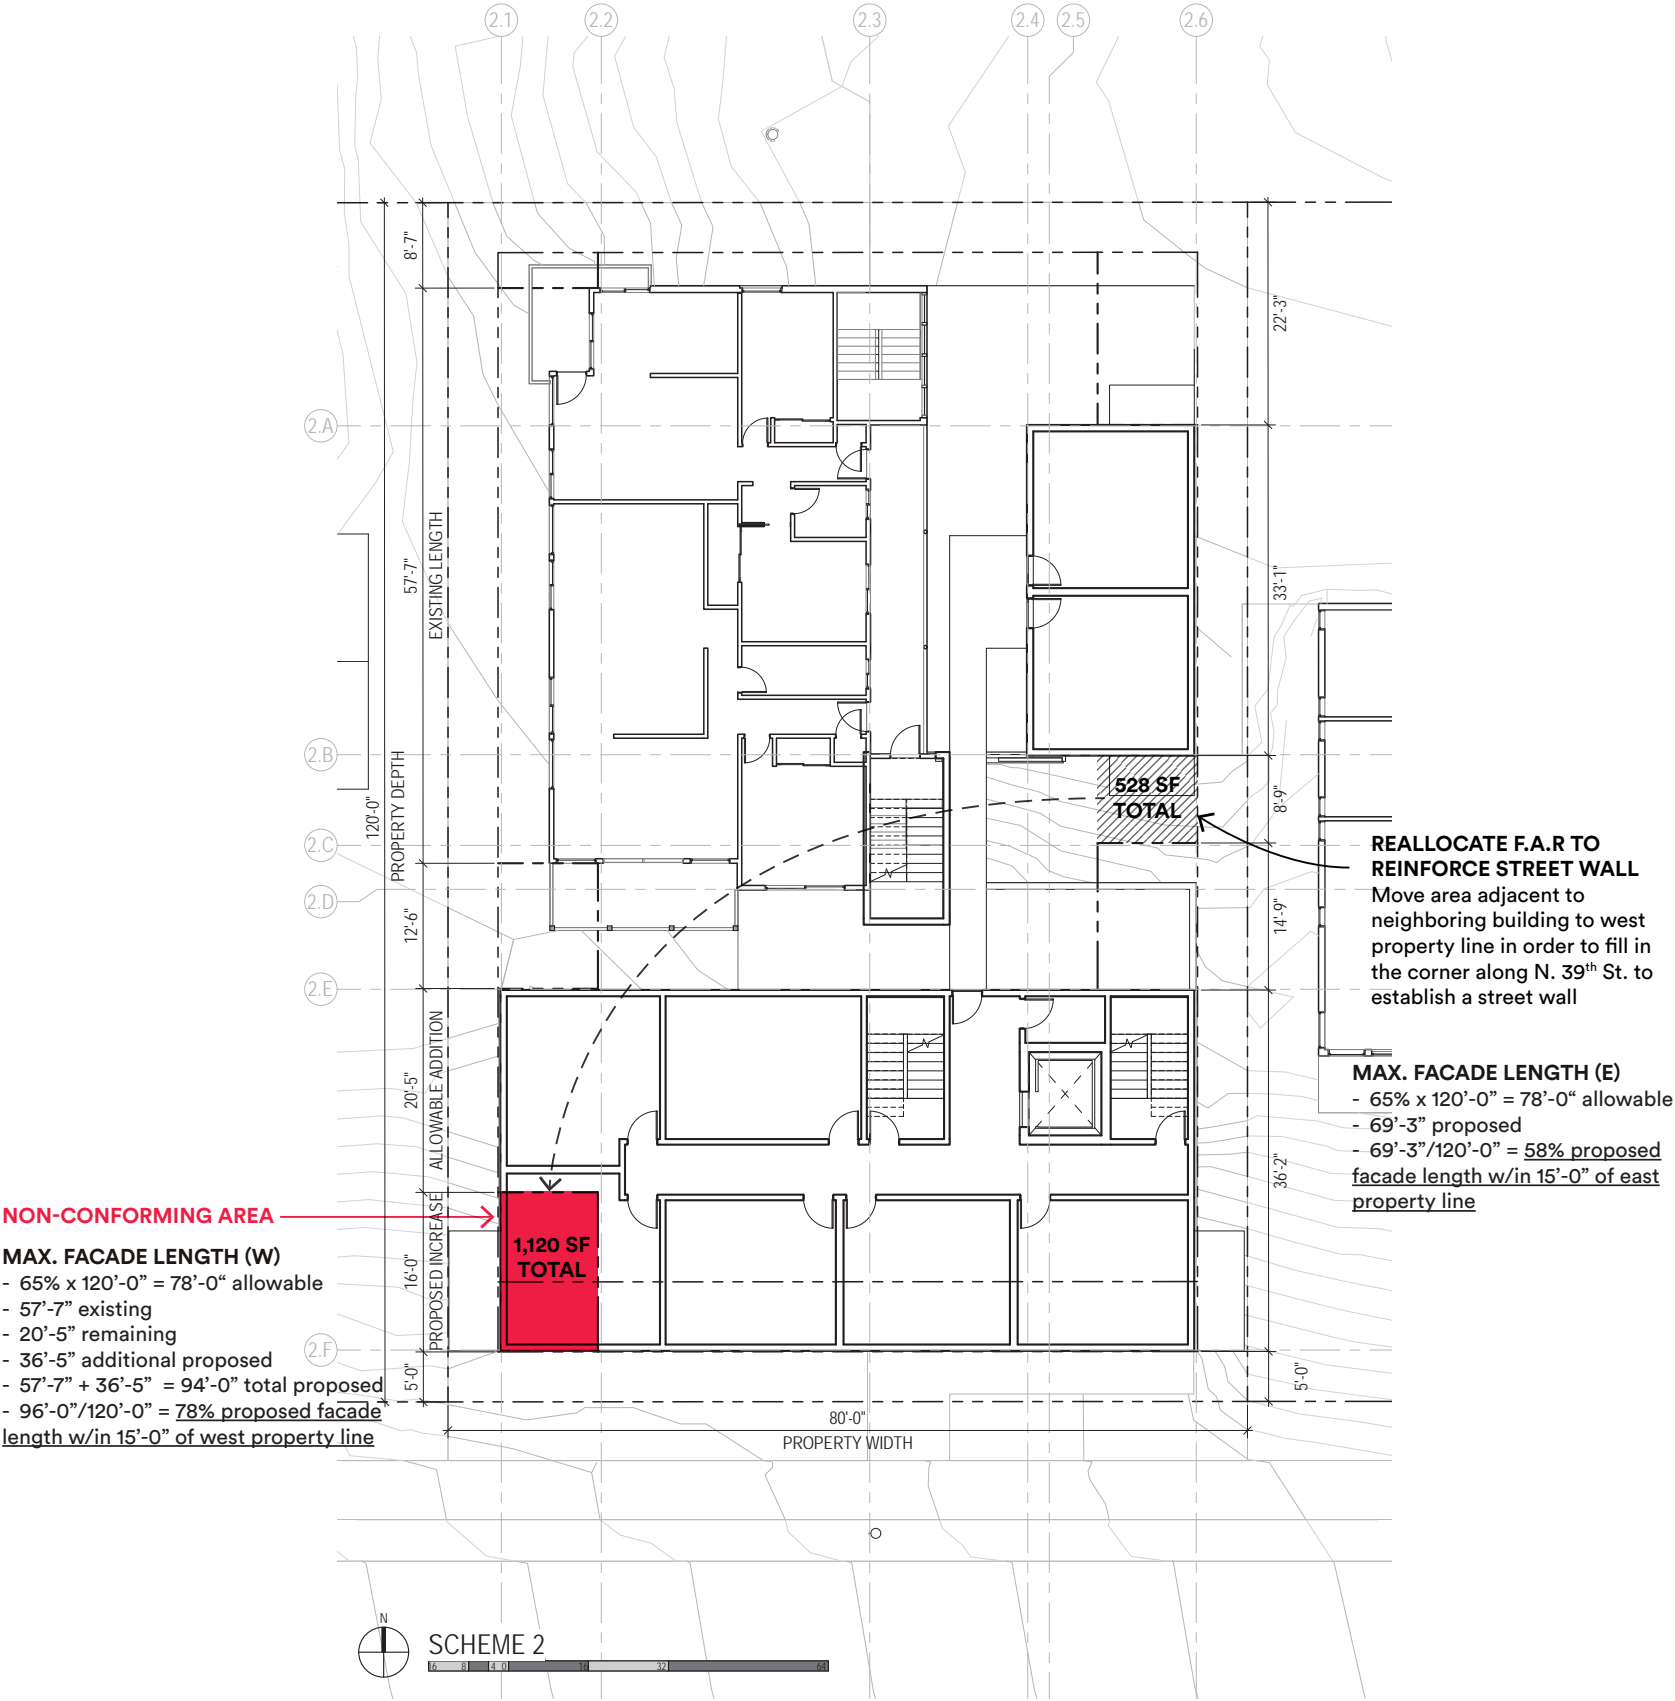 2.1
2.2
2.3
2.4
2.5
2.6
2.A
2.B
2.C
2.D
2.E
2.F
8'-7"
57'-7"
EXISTING LENGTH
120'-0"
PROPERTY DEPTH
12'-6"
20'-5"
ALLOWABLE ADDITION
16'-0"
PROPOSED INCREASE
5'-0"
22'-3"
33'-1"
8'-9"
14'-9"
36'-2"
5'-0"
528 SF
TOTAL
1,120 SF
TOTAL
REALLOCATE F.A.R TO
REINFORCE STREET WALL
Move area adjacent to
neighboring building to west
property line in order to fill in
the corner along N. 39th St. to
establish a street wall
MAX. FACADE LENGTH (E)
- 65% x 120’-0” = 78’-0“ allowable
- 69’-3” proposed
- 69’-3”/120’-0” = 58% proposed
facade length w/in 15’-0” of east
property line
NON-CONFORMING AREA
MAX. FACADE LENGTH (W)
- 65% x 120’-0” = 78’-0“ allowable
- 57’-7” existing
- 20’-5” remaining
- 36’-5” additional proposed
- 57’-7” + 36’-5” = 94’-0” total proposed
- 96’-0”/120’-0” = 78% proposed facade
length w/in 15’-0” of west property line
80'-0"
PROPERTY WIDTH
N
SCHEME 2
16 8 4 0 16 32 64